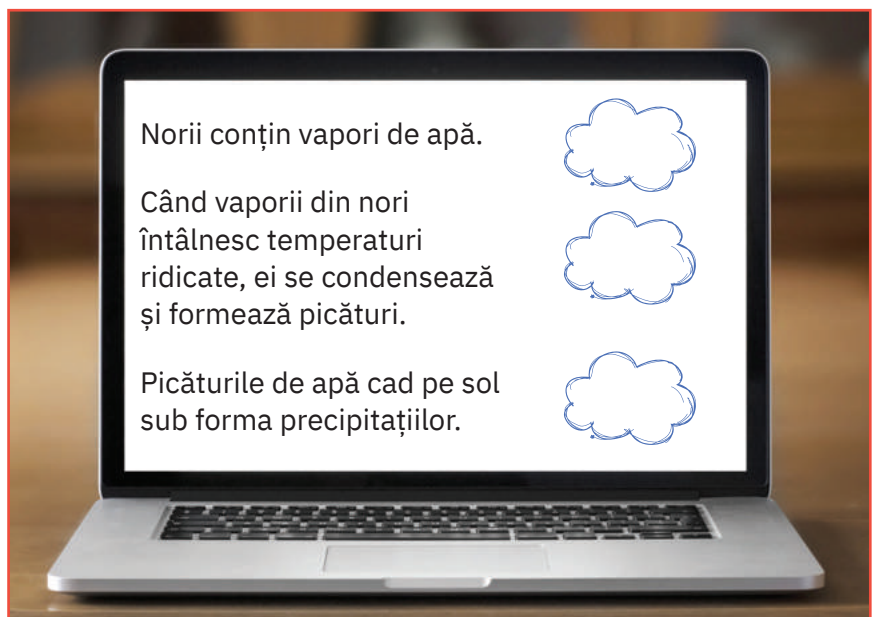 Norii conțin vapori de apă.
Când vaporii din nori
întâlnesc temperaturi
ridicate, ei se condensează
și formează picături.
Picăturile de apă cad pe sol
sub forma precipitațiilor.